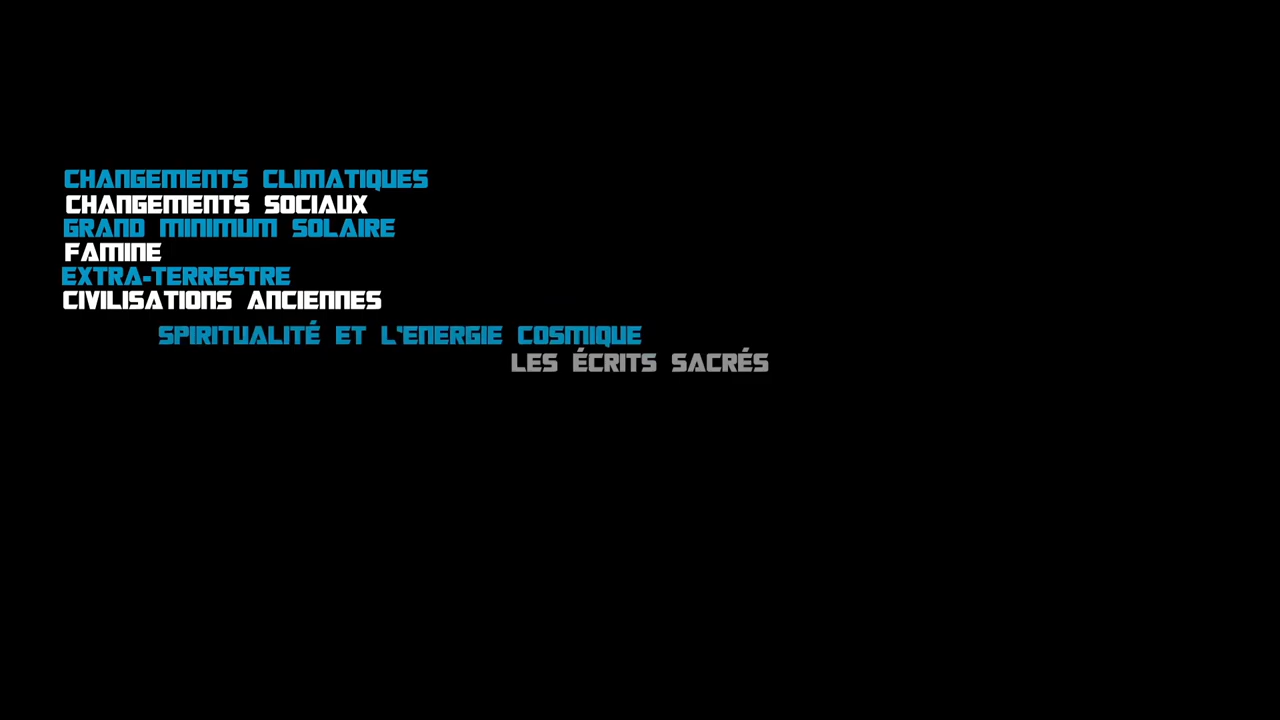 CHANGEMENTS CLIMATIQUES
CHANGEMENTS SOCIAUX
GRAND MINIMUM SOLAIRE
FAMINE
EXTRA-TERRESTRE
CIVILISATIONS ANCIENNES
SPIRITUALITÉ ET L'ENERGIE COSMIQUE
LES ÉCRITS SACRÉS